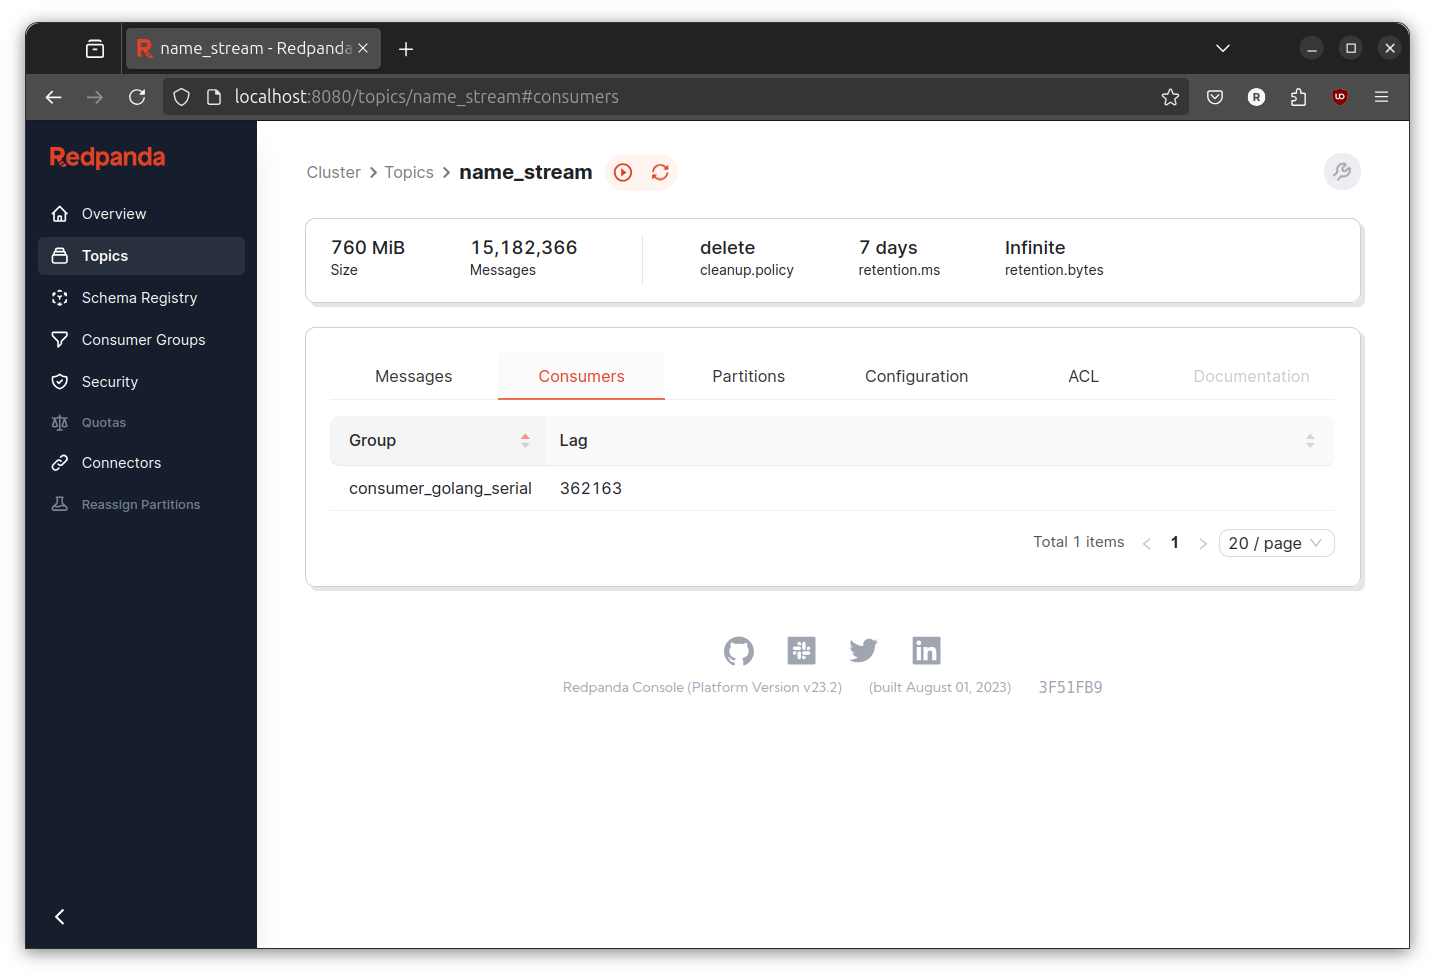 name_stream - Redpanda
localhost:8080/topics/name_stream#consumers
Redpanda
Overview
Topics
Schema Registry
Consumer Groups
Security
Quotas
Connectors
Reassign Partitions
Cluster > Topics > name_stream
760 MiB 15,182,366 delete 7 days Infinite
Size Messages cleanup.policy retention.ms retention.bytes
Messages Consumers Partitions Configuration ACL Documentation
Group Lag
consumer_golang_serial 362163
Total 1 items < 1 > 20 / page
Redpanda Console (Platform Version v23.2) (built August 01, 2023) 3F51FB9